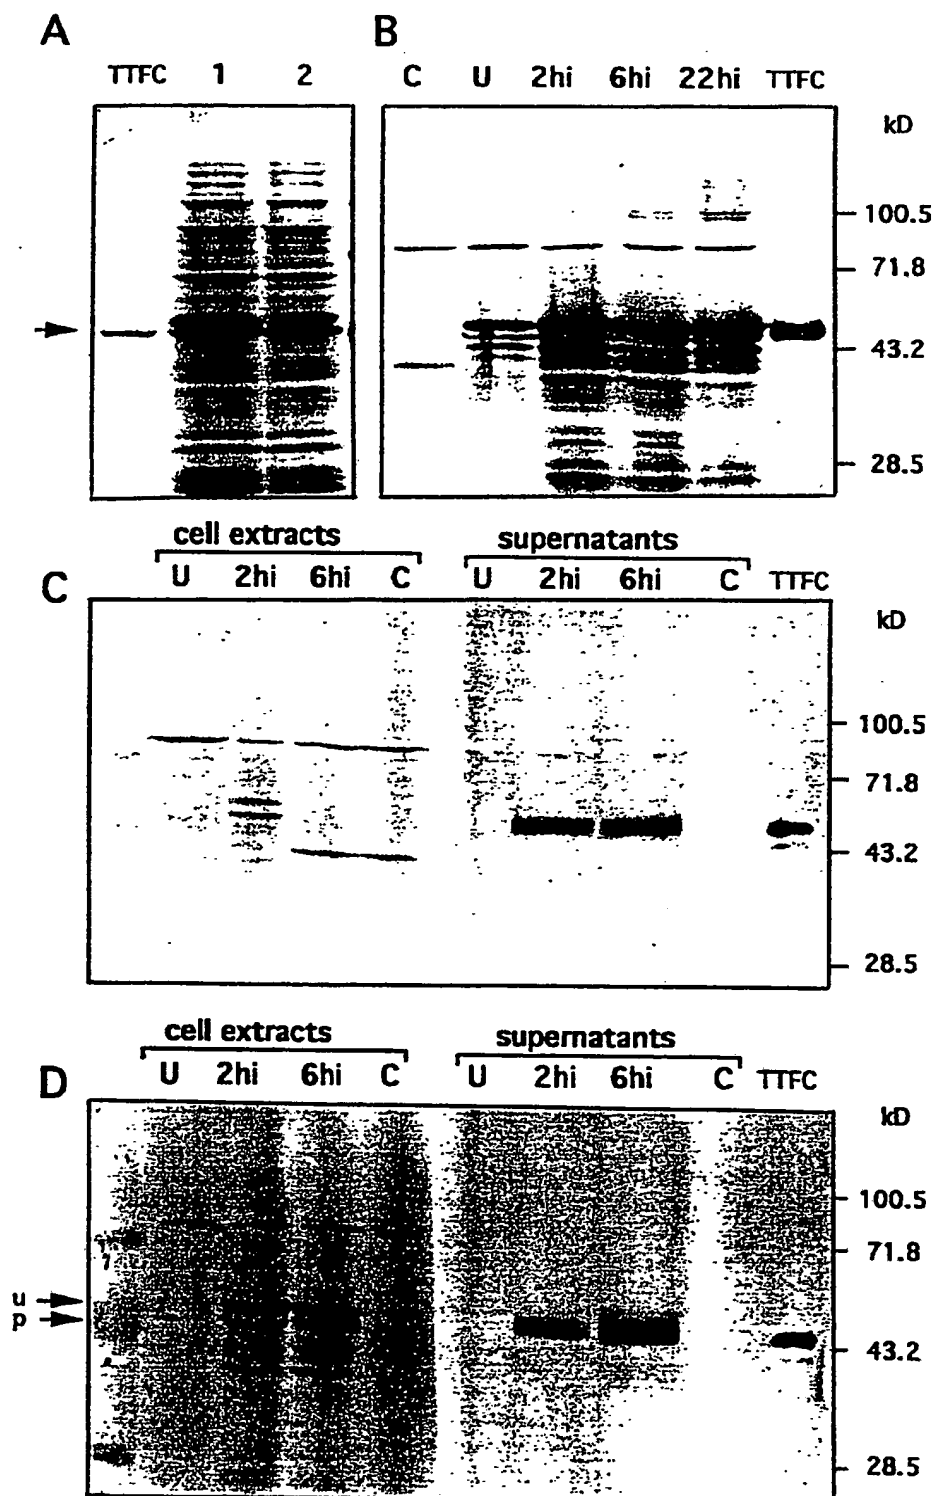 A
TTFC 1 2
B
C U 2hi 6hi 22hi TTFC
kD
100.5
71.8
43.2
28.5
C
cell extracts
U 2hi 6hi C
supernatants
U 2hi 6hi C
TTFC
kD
100.5
71.8
43.2
28.5
D
cell extracts
U 2hi 6hi C
supernatants
U 2hi 6hi C
TTFC
kD
100.5
71.8
u
p
43.2
28.5